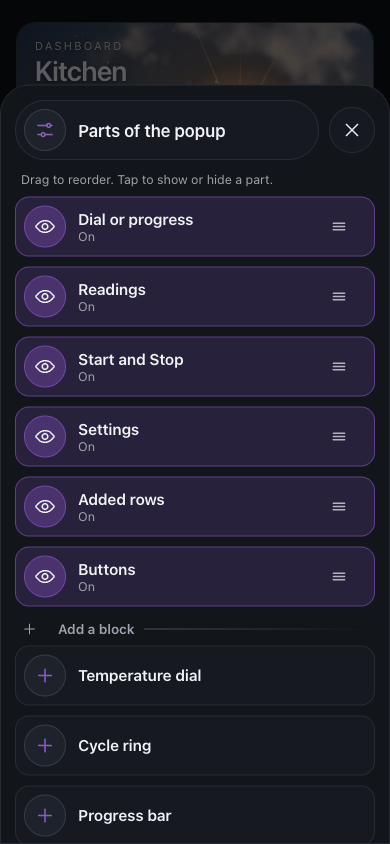 DASHBOARD
Kitchen
Parts of the popup
Drag to reorder. Tap to show or hide a part.
Dial or progress
On
Readings
On
Start and Stop
On
Settings
On
Added rows
On
Buttons
On
Add a block
Temperature dial
Cycle ring
Progress bar